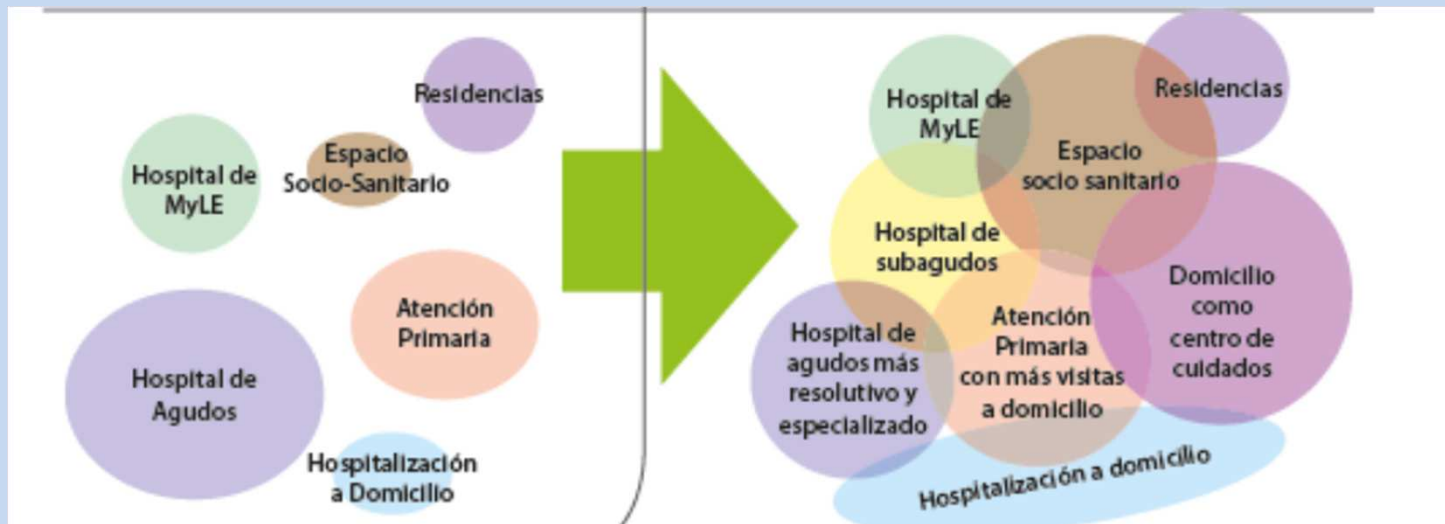 Residencias
Espacio
Socio-Sanitario
Hospital de
MyLE
Atención
Primaria
Hospital de
Agudos
Hospitalización
a Domicilio
Hospital de
MyLE
Residencias
Espacio
socio sanitario
Hospital de
subagudos
Domicilio
como
centro de
cuidados
Hospital de
agudos más
resolutivo y
especializado
Atención
Primaria
con más visitas
a domicilio
Hospitalización a domicilio